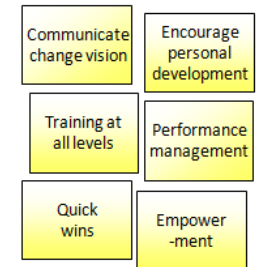 Communicate
change vision
Encourage
personal
development
Training at
all levels
Performance
management
Quick
wins
Empower
-ment